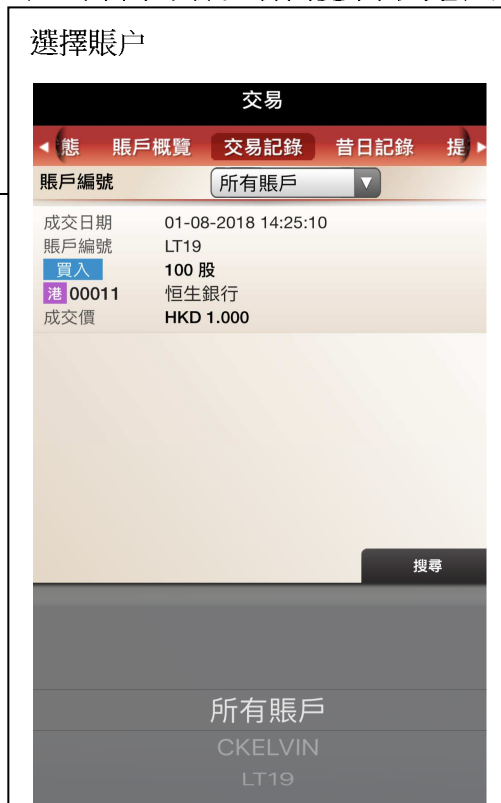 選擇賬户
交易
態 賬戶概覽 交易記錄 昔日記錄 提
賬戶編號 所有賬戶
成交日期 01-08-2018 14:25:10
賬戶編號 LT19
買入 100 股
港 00011 恒生銀行
成交價 HKD 1.000
搜尋
所有賬戶
CKELVIN
LT19